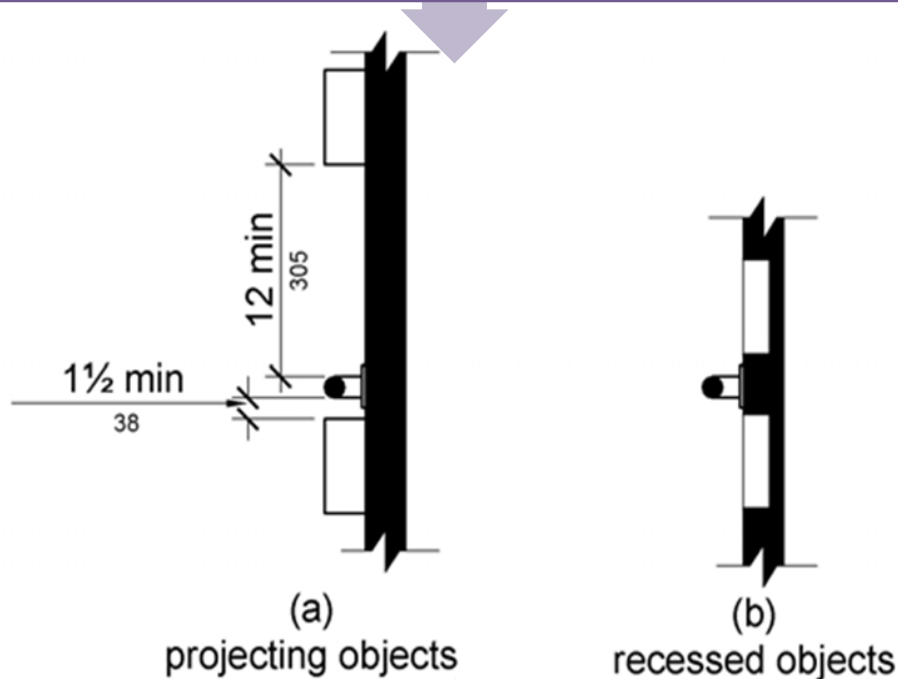 12 min
305
1½ min
38
(a)
projecting objects
(b)
recessed objects